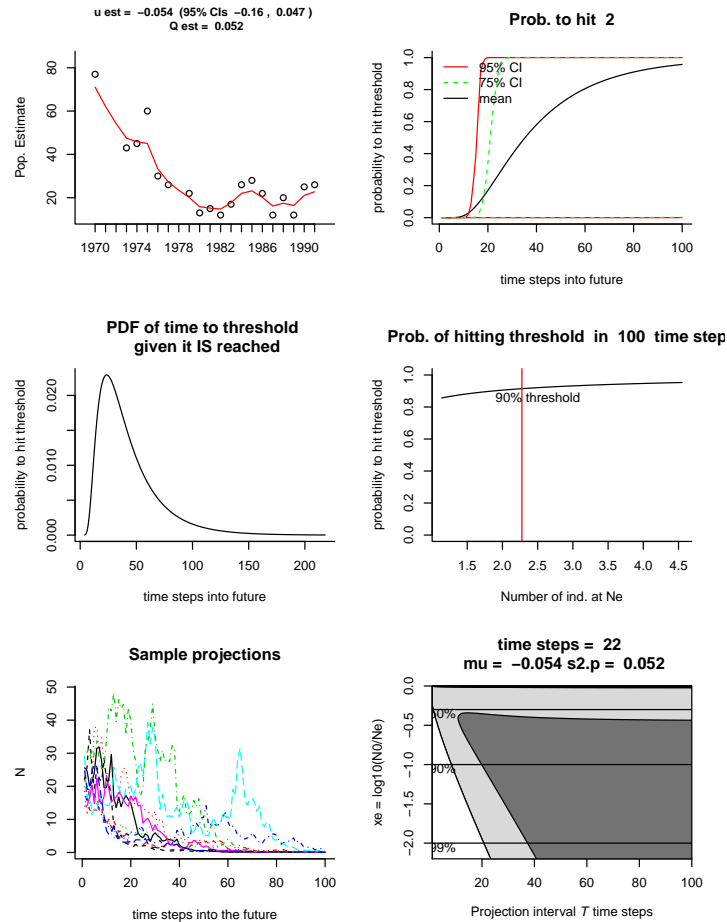 u est = −0.054 (95% CIs −0.16 , 0.047 )
Q est = 0.052
Pop. Estimate
80
60
40
20
1970 1974 1978 1982 1986 1990
Prob. to hit 2
probability to hit threshold
1.0
0.8
0.6
0.4
0.2
0.0
95% CI
75% CI
mean
0 20 40 60 80 100
time steps into future
PDF of time to threshold
given it IS reached
probability to hit threshold
0.020
0.010
0.000
0 50 100 150 200
time steps into future
Prob. of hitting threshold in 100 time step
probability to hit threshold
1.0
0.8
0.6
0.4
0.2
0.0
90% threshold
1.5 2.0 2.5 3.0 3.5 4.0 4.5
Number of ind. at Ne
Sample projections
N
50
40
30
20
10
0
0 20 40 60 80 100
time steps into the future
time steps = 22
mu = −0.054 s2.p = 0.052
xe = log10(N0/Ne)
0.0
−0.5
−1.0
−1.5
−2.0
90%
99%
20 40 60 80 100
Projection interval T time steps